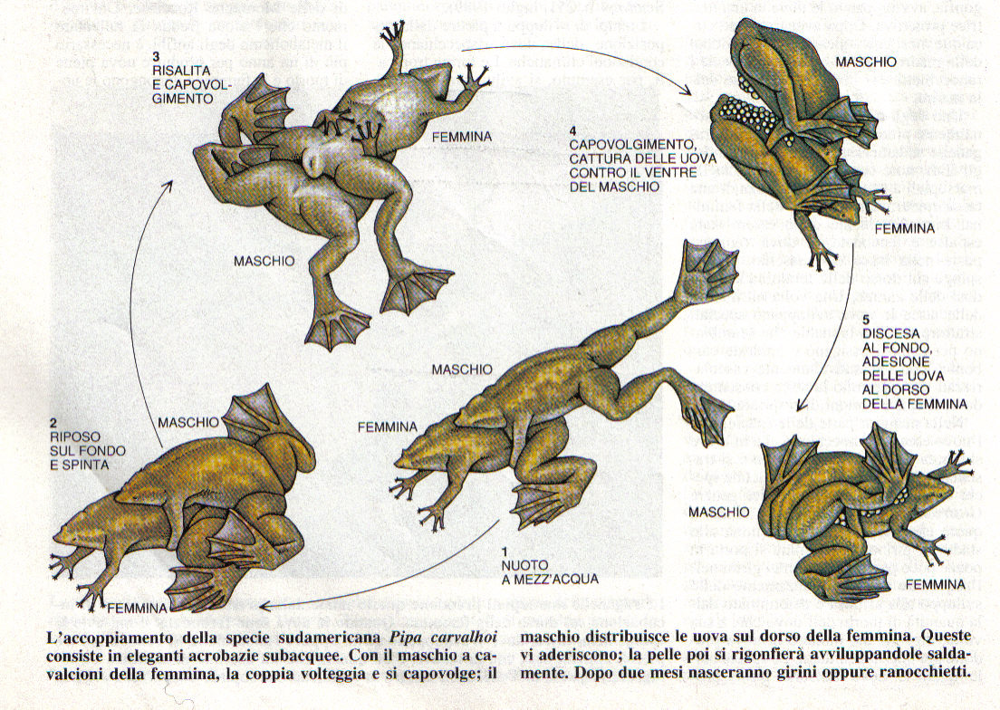 3
RISALITA
E CAPOVOL-
GIMENTO
FEMMINA
MASCHIO
MASCHIO
4
CAPOVOLGIMENTO,
CATTURA DELLE UOVA
CONTRO IL VENTRE
DEL MASCHIO
FEMMINA
5
DISCESA
AL FONDO,
ADESIONE
DELLE UOVA
AL DORSO
DELLA FEMMINA
MASCHIO
FEMMINA
MASCHIO
FEMMINA
1
NUOTO
A MEZZ'ACQUA
2
RIPOSO
SUL FONDO
E SPINTA
MASCHIO
FEMMINA
L'accoppiamento della specie sudamericana Pipa carvalhoi
consiste in eleganti acrobazie subacquee. Con il maschio a ca-
valcioni della femmina, la coppia volteggia e si capovolge; il
maschio distribuisce le uova sul dorso della femmina. Queste
vi aderiscono; la pelle poi si rigonfierà avviluppandole salda-
mente. Dopo due mesi nasceranno girini oppure ranocchietti.